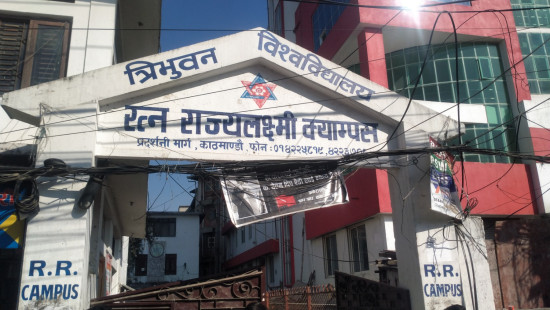 त्रिभुवन विश्वविद्यालय
रत्न राज्यलक्ष्मी क्याम्पस
प्रदर्शनी मार्ग, काठमाण्डौ, फोन:
R.R.
CAMPUS
R.R.
CAMPUS